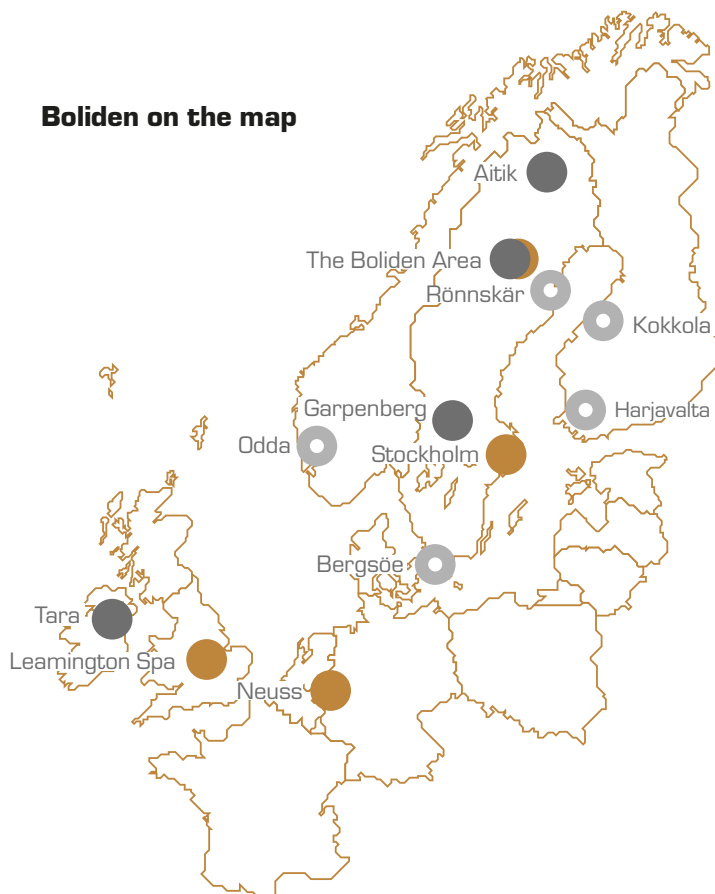 Boliden on the map
Aitik
The Boliden Area
Rönnskär
Kokkola
Garpenberg
Harjavalta
Odda
Stockholm
Bergsöe
Tara
Leamington Spa
Neuss